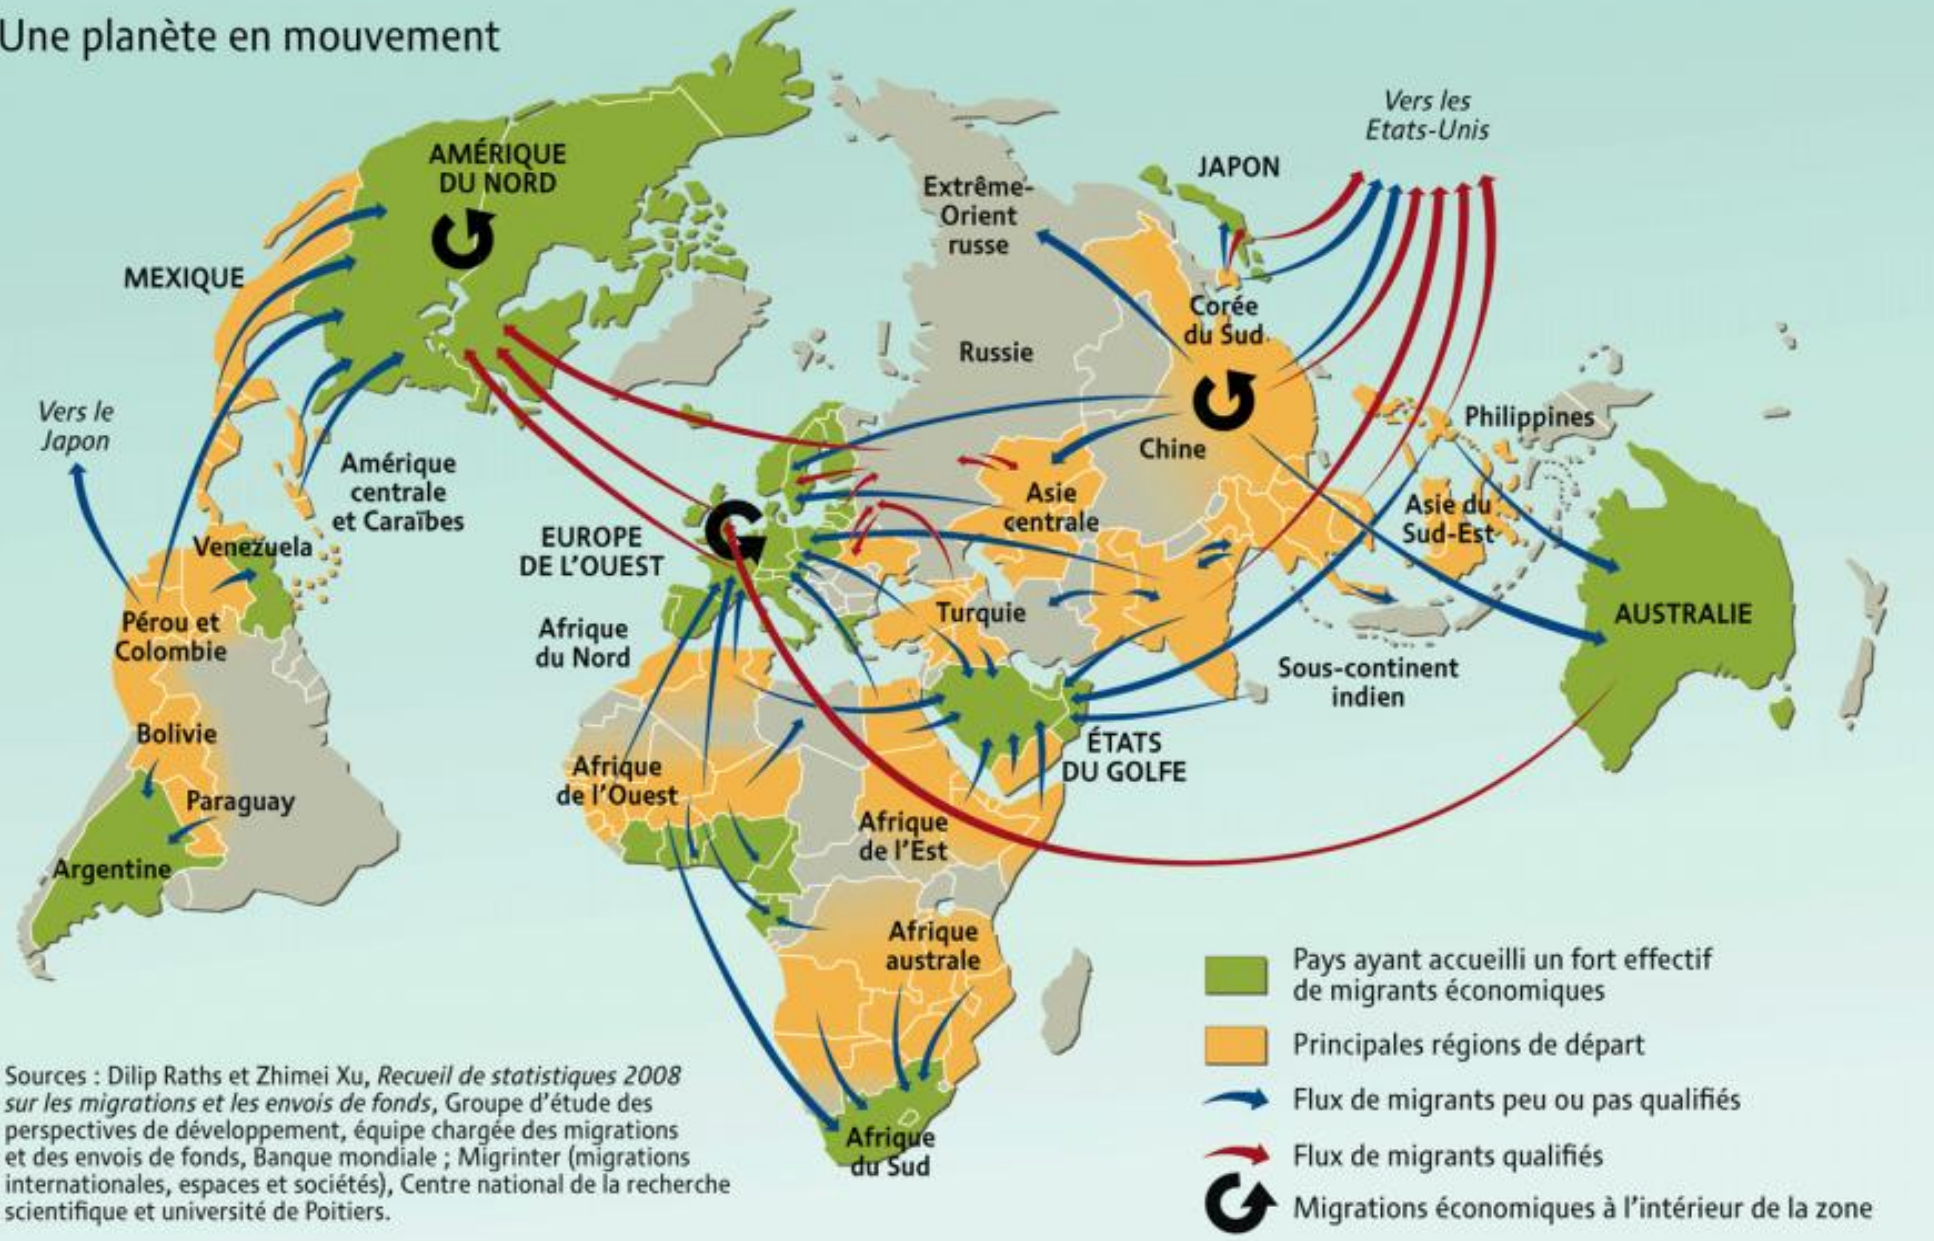 Une planète en mouvement
Vers les
Etats-Unis
AMÉRIQUE
DU NORD
JAPON
Extrême-
Orient
russe
MEXIQUE
Corée
du Sud
Russie
Vers le
Japon
Philippines
Chine
Amérique
centrale
et Caraïbes
Asie
centrale
Asie du
Sud-Est
EUROPE
DE L'OUEST
Venezuela
Turquie
AUSTRALIE
Pérou et
Colombie
Afrique
du Nord
Sous-continent
indien
Bolivie
ÉTATS
DU GOLFE
Afrique
de l'Ouest
Paraguay
Afrique
de l'Est
Argentine
Afrique
australe
Afrique
du Sud
Pays ayant accueilli un fort effectif
de migrants économiques
Principales régions de départ
Flux de migrants peu ou pas qualifiés
Flux de migrants qualifiés
Migrations économiques à l'intérieur de la zone
Sources : Dilip Raths et Zhimei Xu, Recueil de statistiques 2008
sur les migrations et les envois de fonds, Groupe d'étude des
perspectives de développement, équipe chargée des migrations
et des envois de fonds, Banque mondiale ; Migrinter (migrations
internationales, espaces et sociétés), Centre national de la recherche
scientifique et université de Poitiers.